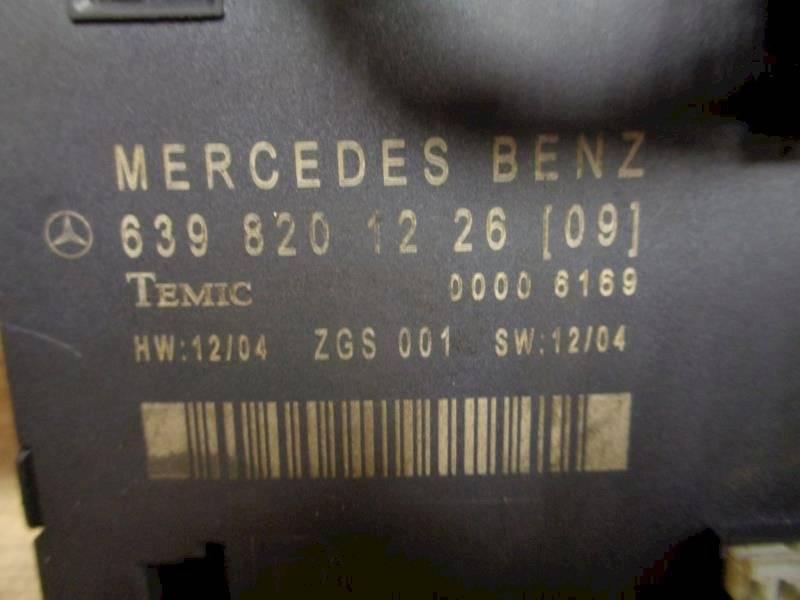 MERCEDES BENZ
639 820 12 26 [09]
TEMIC 0000 6169
HW:12/04 ZGS 001 SW:12/04